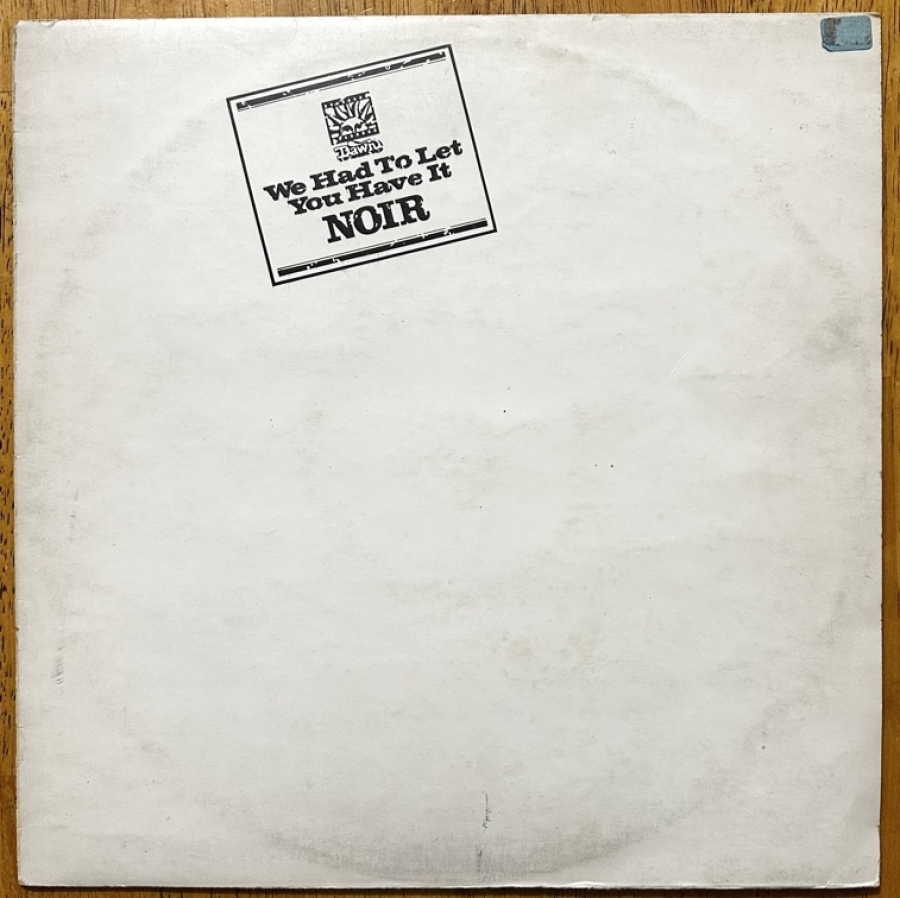 Dawn
We Had To Let
You Have It
NOIR